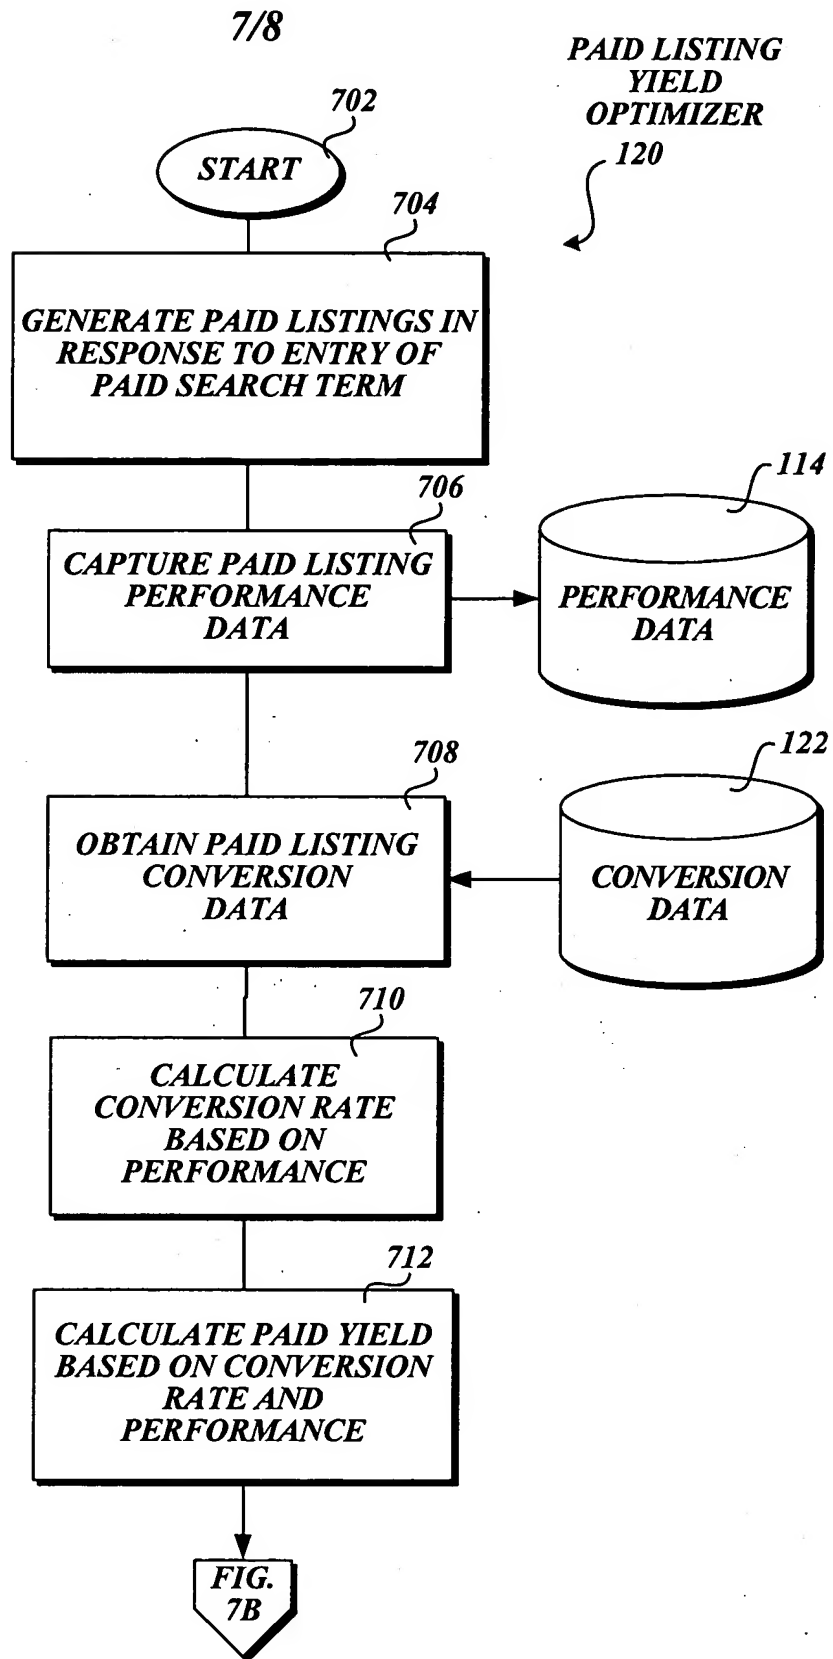 7/8
PAID LISTING
YIELD
OPTIMIZER
120
702
START
704
GENERATE PAID LISTINGS IN
RESPONSE TO ENTRY OF
PAID SEARCH TERM
706
CAPTURE PAID LISTING
PERFORMANCE
DATA
114
PERFORMANCE
DATA
708
OBTAIN PAID LISTING
CONVERSION
DATA
122
CONVERSION
DATA
710
CALCULATE
CONVERSION RATE
BASED ON
PERFORMANCE
712
CALCULATE PAID YIELD
BASED ON CONVERSION
RATE AND
PERFORMANCE
FIG.
7B